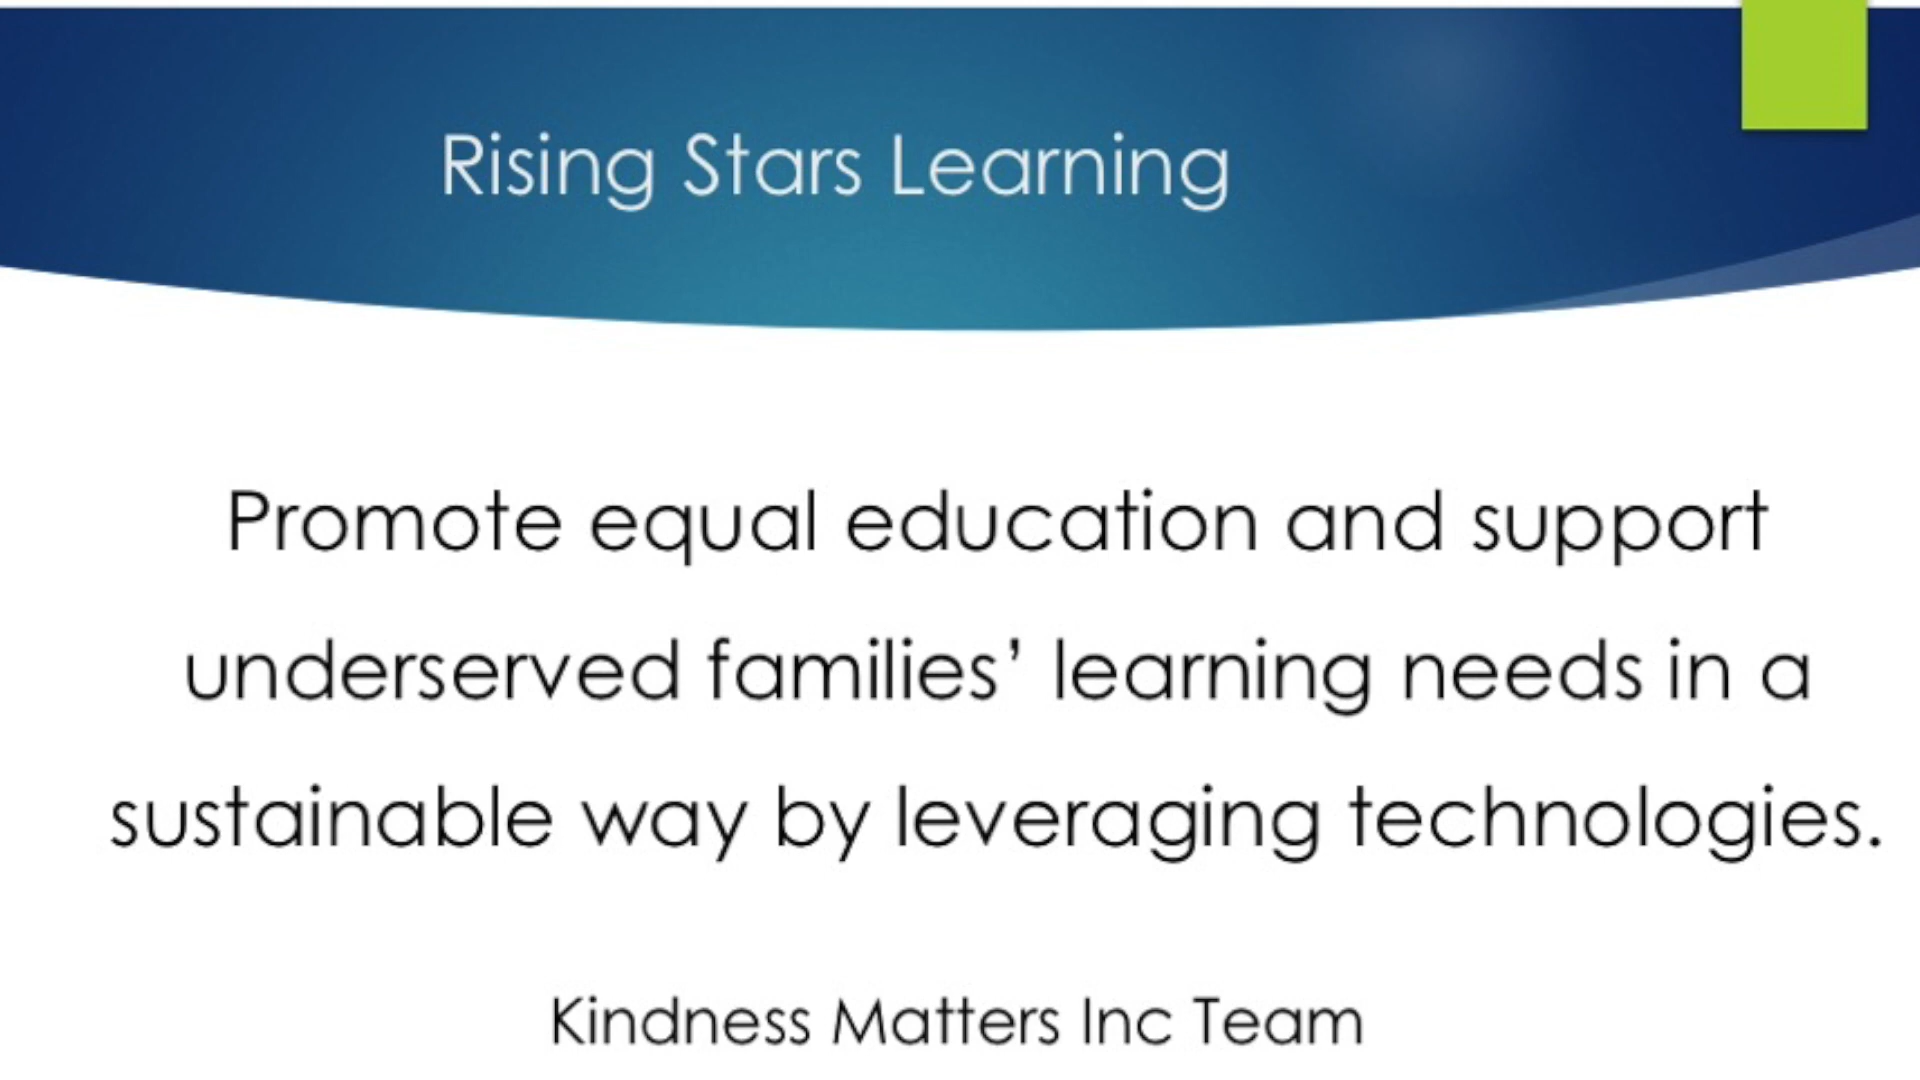 Rising Stars Learning
Promote equal education and support
underserved families’ learning needs in a
sustainable way by leveraging technologies.
Kindness Matters Inc Team